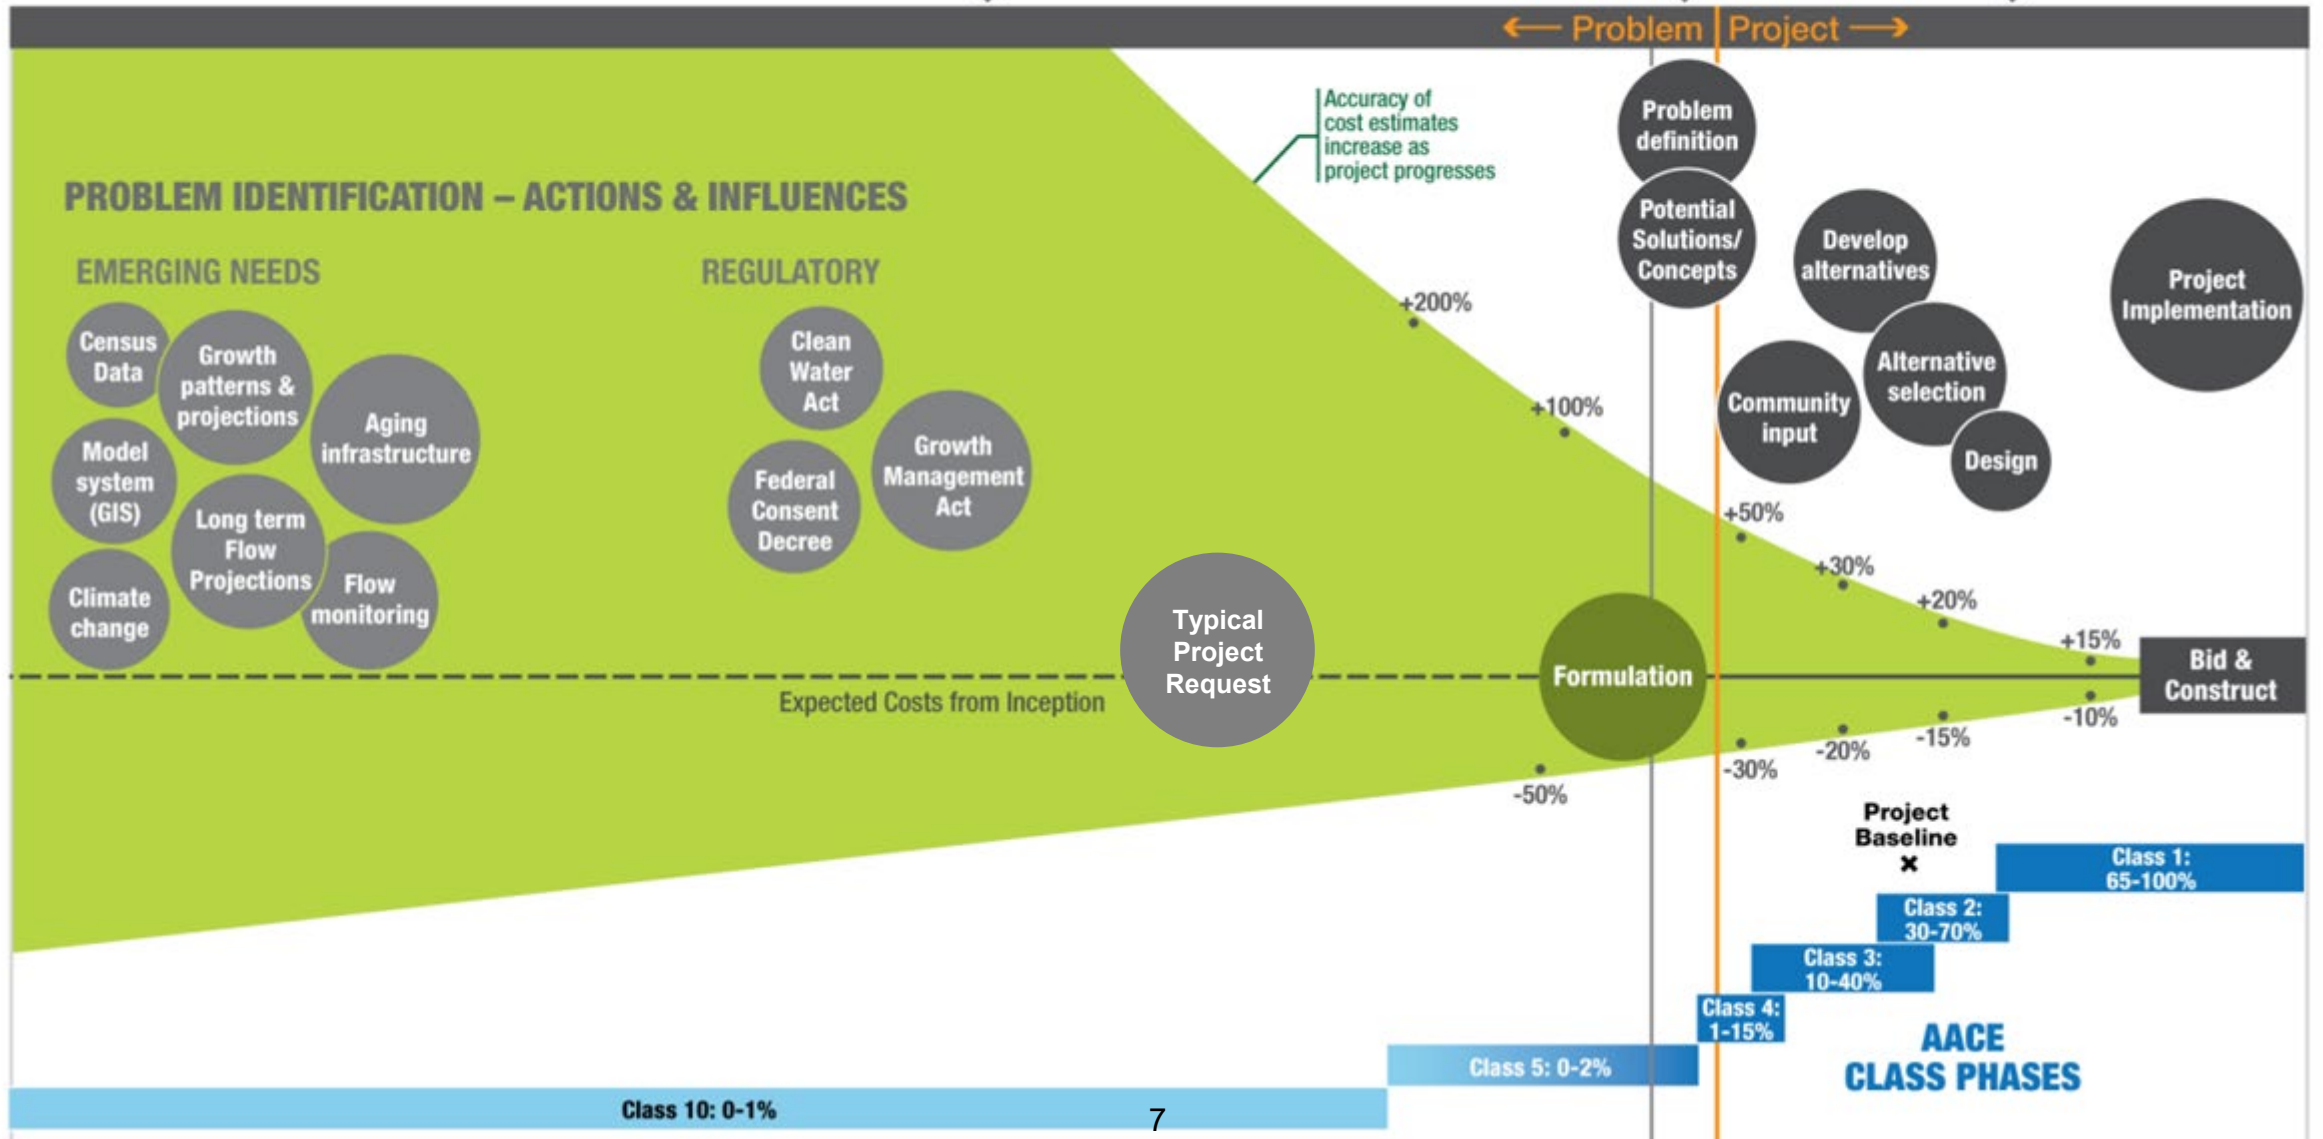 ← Problem | Project →
Accuracy of
cost estimates
increase as
project progresses
PROBLEM IDENTIFICATION – ACTIONS & INFLUENCES
EMERGING NEEDS
Census
Data
Growth
patterns &
projections
Aging
infrastructure
Model
system
(GIS)
Long term
Flow
Projections
Flow
monitoring
Climate
change
REGULATORY
Clean
Water
Act
Growth
Management
Act
Federal
Consent
Decree
Typical
Project
Request
Expected Costs from Inception
Formulation
Problem
definition
Potential
Solutions/
Concepts
Develop
alternatives
Alternative
selection
Community
input
Design
Project
Implementation
Bid &
Construct
+200%
+100%
+50%
+30%
+20%
+15%
-50%
-30%
-20%
-15%
-10%
Project
Baseline
Class 1:
65-100%
Class 2:
30-70%
Class 3:
10-40%
Class 4:
1-15%
Class 5: 0-2%
Class 10: 0-1%
AACE
CLASS PHASES
7